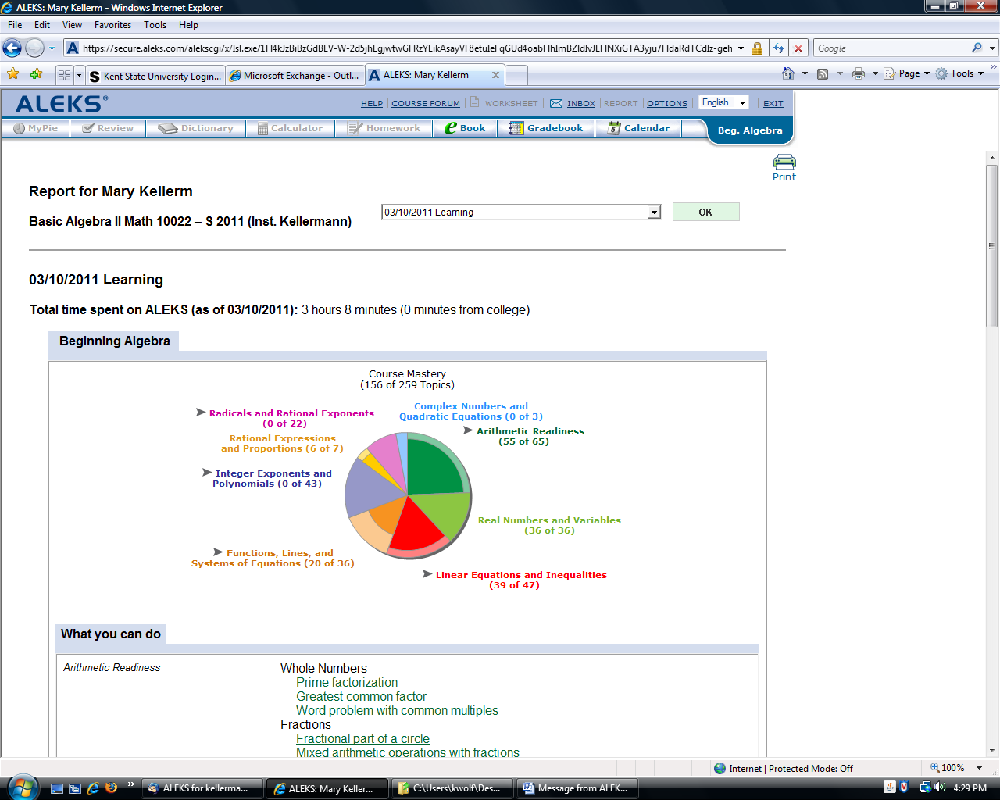 ALEKS: Mary Kellerm - Windows Internet Explorer
File Edit View Favorites Tools Help
https://secure.aleks.com/alekscgi/x/Isl.exe/1H4kJzBiBzGdBEV-W-2d5jhEgjwtwGFRzYEikAsayVF8etuIeFqGUd4oabHhImBZIdIvJLHNXiGTA3yju7HdaRdTCdIz-geh Google
Kent State University Login... Microsoft Exchange - Outl... ALEKS: Mary Kellerm Page Tools
ALEKS® HELP COURSE FORUM WORKSHEET INBOX REPORT OPTIONS English EXIT
MyPie Review Dictionary Calculator Homework eBook Gradebook Calendar Beg. Algebra
Print
Report for Mary Kellerm
03/10/2011 Learning OK
Basic Algebra II Math 10022 – S 2011 (Inst. Kellermann)
03/10/2011 Learning
Total time spent on ALEKS (as of 03/10/2011): 3 hours 8 minutes (0 minutes from college)
Beginning Algebra
Course Mastery
(156 of 259 Topics)
Radicals and Rational Exponents
(0 of 22)
Complex Numbers and
Quadratic Equations (0 of 3)
Arithmetic Readiness
(55 of 65)
Rational Expressions
and Proportions (6 of 7)
Integer Exponents and
Polynomials (0 of 43)
Real Numbers and Variables
(36 of 36)
Functions, Lines, and
Systems of Equations (20 of 36)
Linear Equations and Inequalities
(39 of 47)
What you can do
Arithmetic Readiness
Whole Numbers
Prime factorization
Greatest common factor
Word problem with common multiples
Fractions
Fractional part of a circle
Mixed arithmetic operations with fractions
Internet | Protected Mode: Off 100%
ALEKS for kellerma... ALEKS: Mary Keller... C:\Users\kwolf\Des... Message from ALEK... 4:29 PM